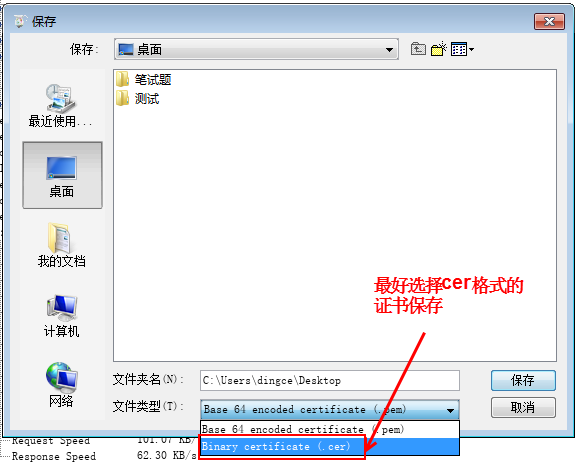 保存
保存:
桌面
笔试题
测试
最近使用...
桌面
我的文档
计算机
网络
最好选择cer格式的
证书保存
文件夹名(N):
C:\Users\dingce\Desktop
保存
文件类型(T):
Base 64 encoded certificate (.pem)
取消
Base 64 encoded certificate (.pem)
Binary certificate (.cer)
Request Speed
101.07 KB/
Response Speed
62.30 KB/s